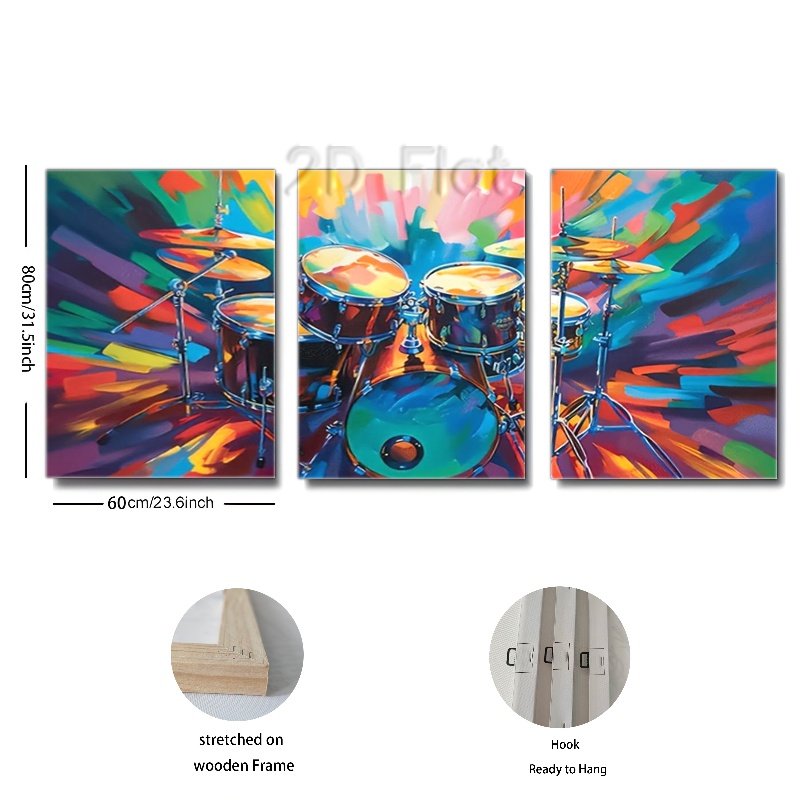 2D Flat
80cm/31.5inch
60cm/23.6inch
stretched on
wooden Frame
Hook
Ready to Hang